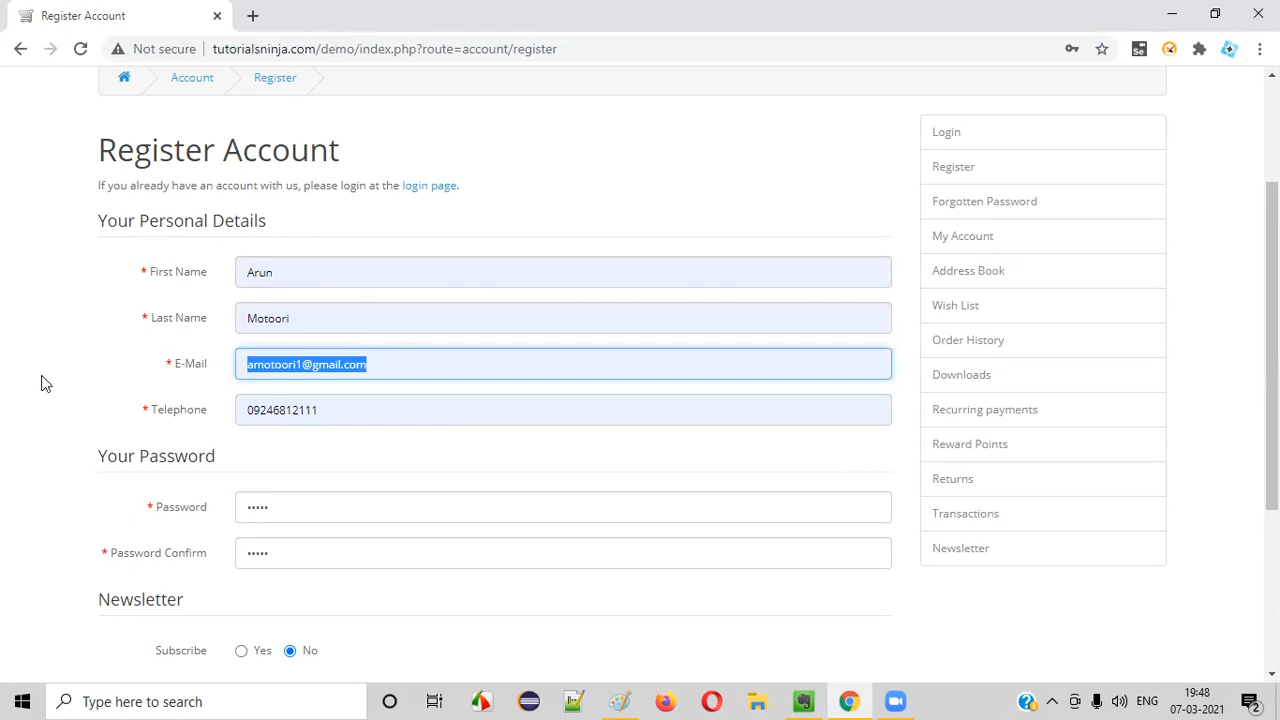 Register Account
Not secure
tutorialsninja.com/demo/index.php?route=account/register
Account
Register
Register Account
If you already have an account with us, please login at the login page.
Your Personal Details
* First Name
Arun
* Last Name
Motoori
* E-Mail
amotoori1@gmail.com
* Telephone
09246812111
Your Password
* Password
•••••
* Password Confirm
•••••
Newsletter
Subscribe
Yes
No
Login
Register
Forgotten Password
My Account
Address Book
Wish List
Order History
Downloads
Recurring payments
Reward Points
Returns
Transactions
Newsletter
Se
Type here to search
ENG
19:48
07-03-2021
2